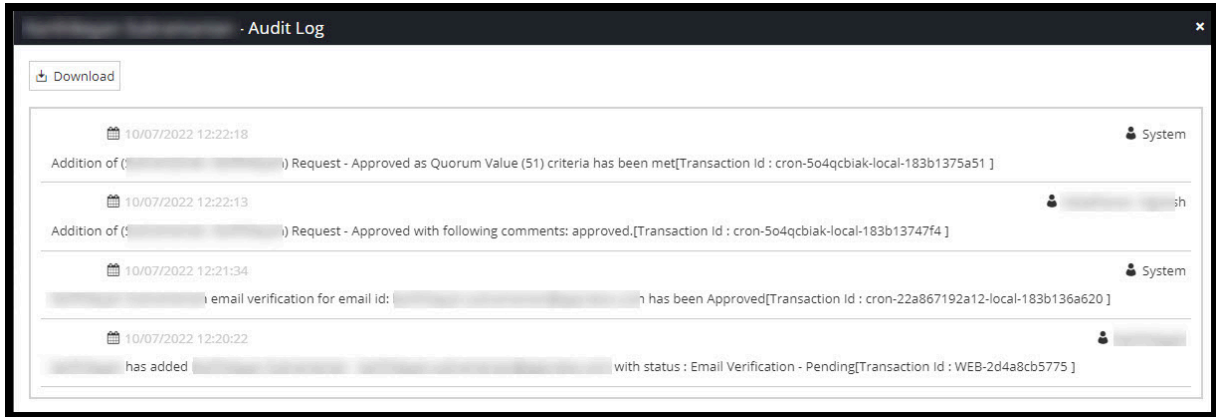 - Audit Log
Download
10/07/2022 12:22:18 System
Addition of ( ) Request - Approved as Quorum Value (51) criteria has been met[Transaction Id : cron-5o4qcbiak-local-183b1375a51 ]
10/07/2022 12:22:13
Addition of ( ) Request - Approved with following comments: approved.[Transaction Id : cron-5o4qcbiak-local-183b13747f4 ]
10/07/2022 12:21:34 System
email verification for email id: has been Approved[Transaction Id : cron-22a867192a12-local-183b136a620 ]
10/07/2022 12:20:22
has added with status : Email Verification - Pending[Transaction Id : WEB-2d4a8cb5775 ]